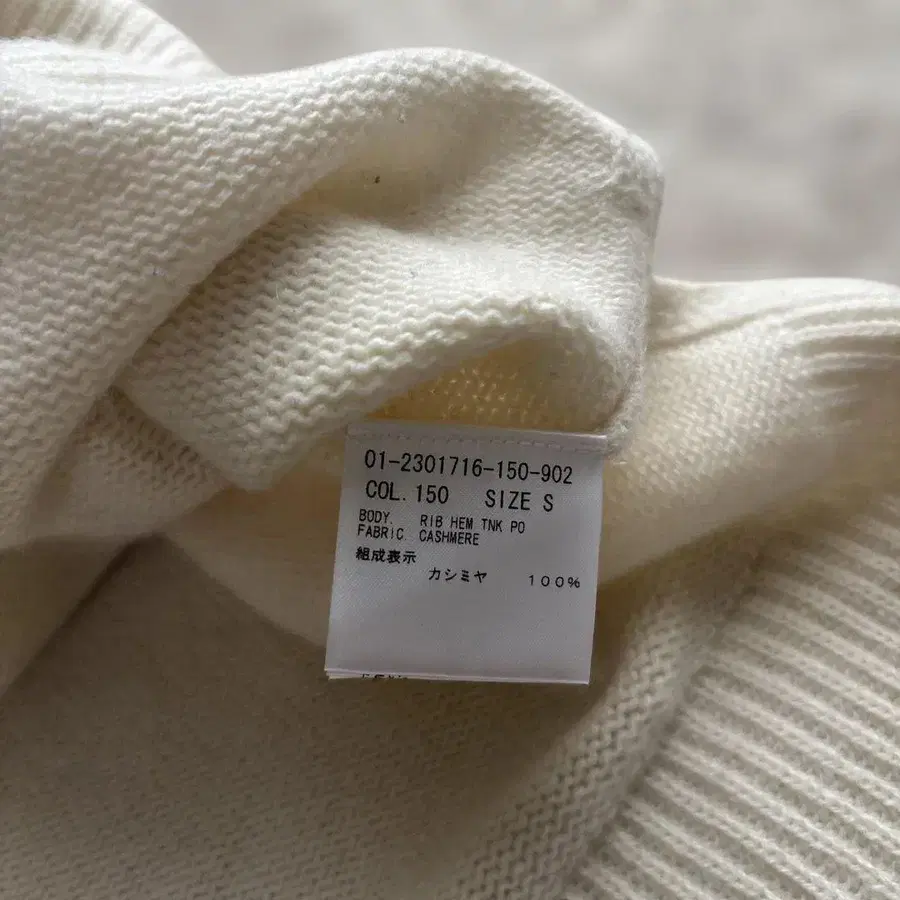 01-2301716-150-902
COL. 150 SIZE S
BODY. RIB HEM TNK PO
FABRIC. CASHMERE
組成表示
カシミヤ 100%